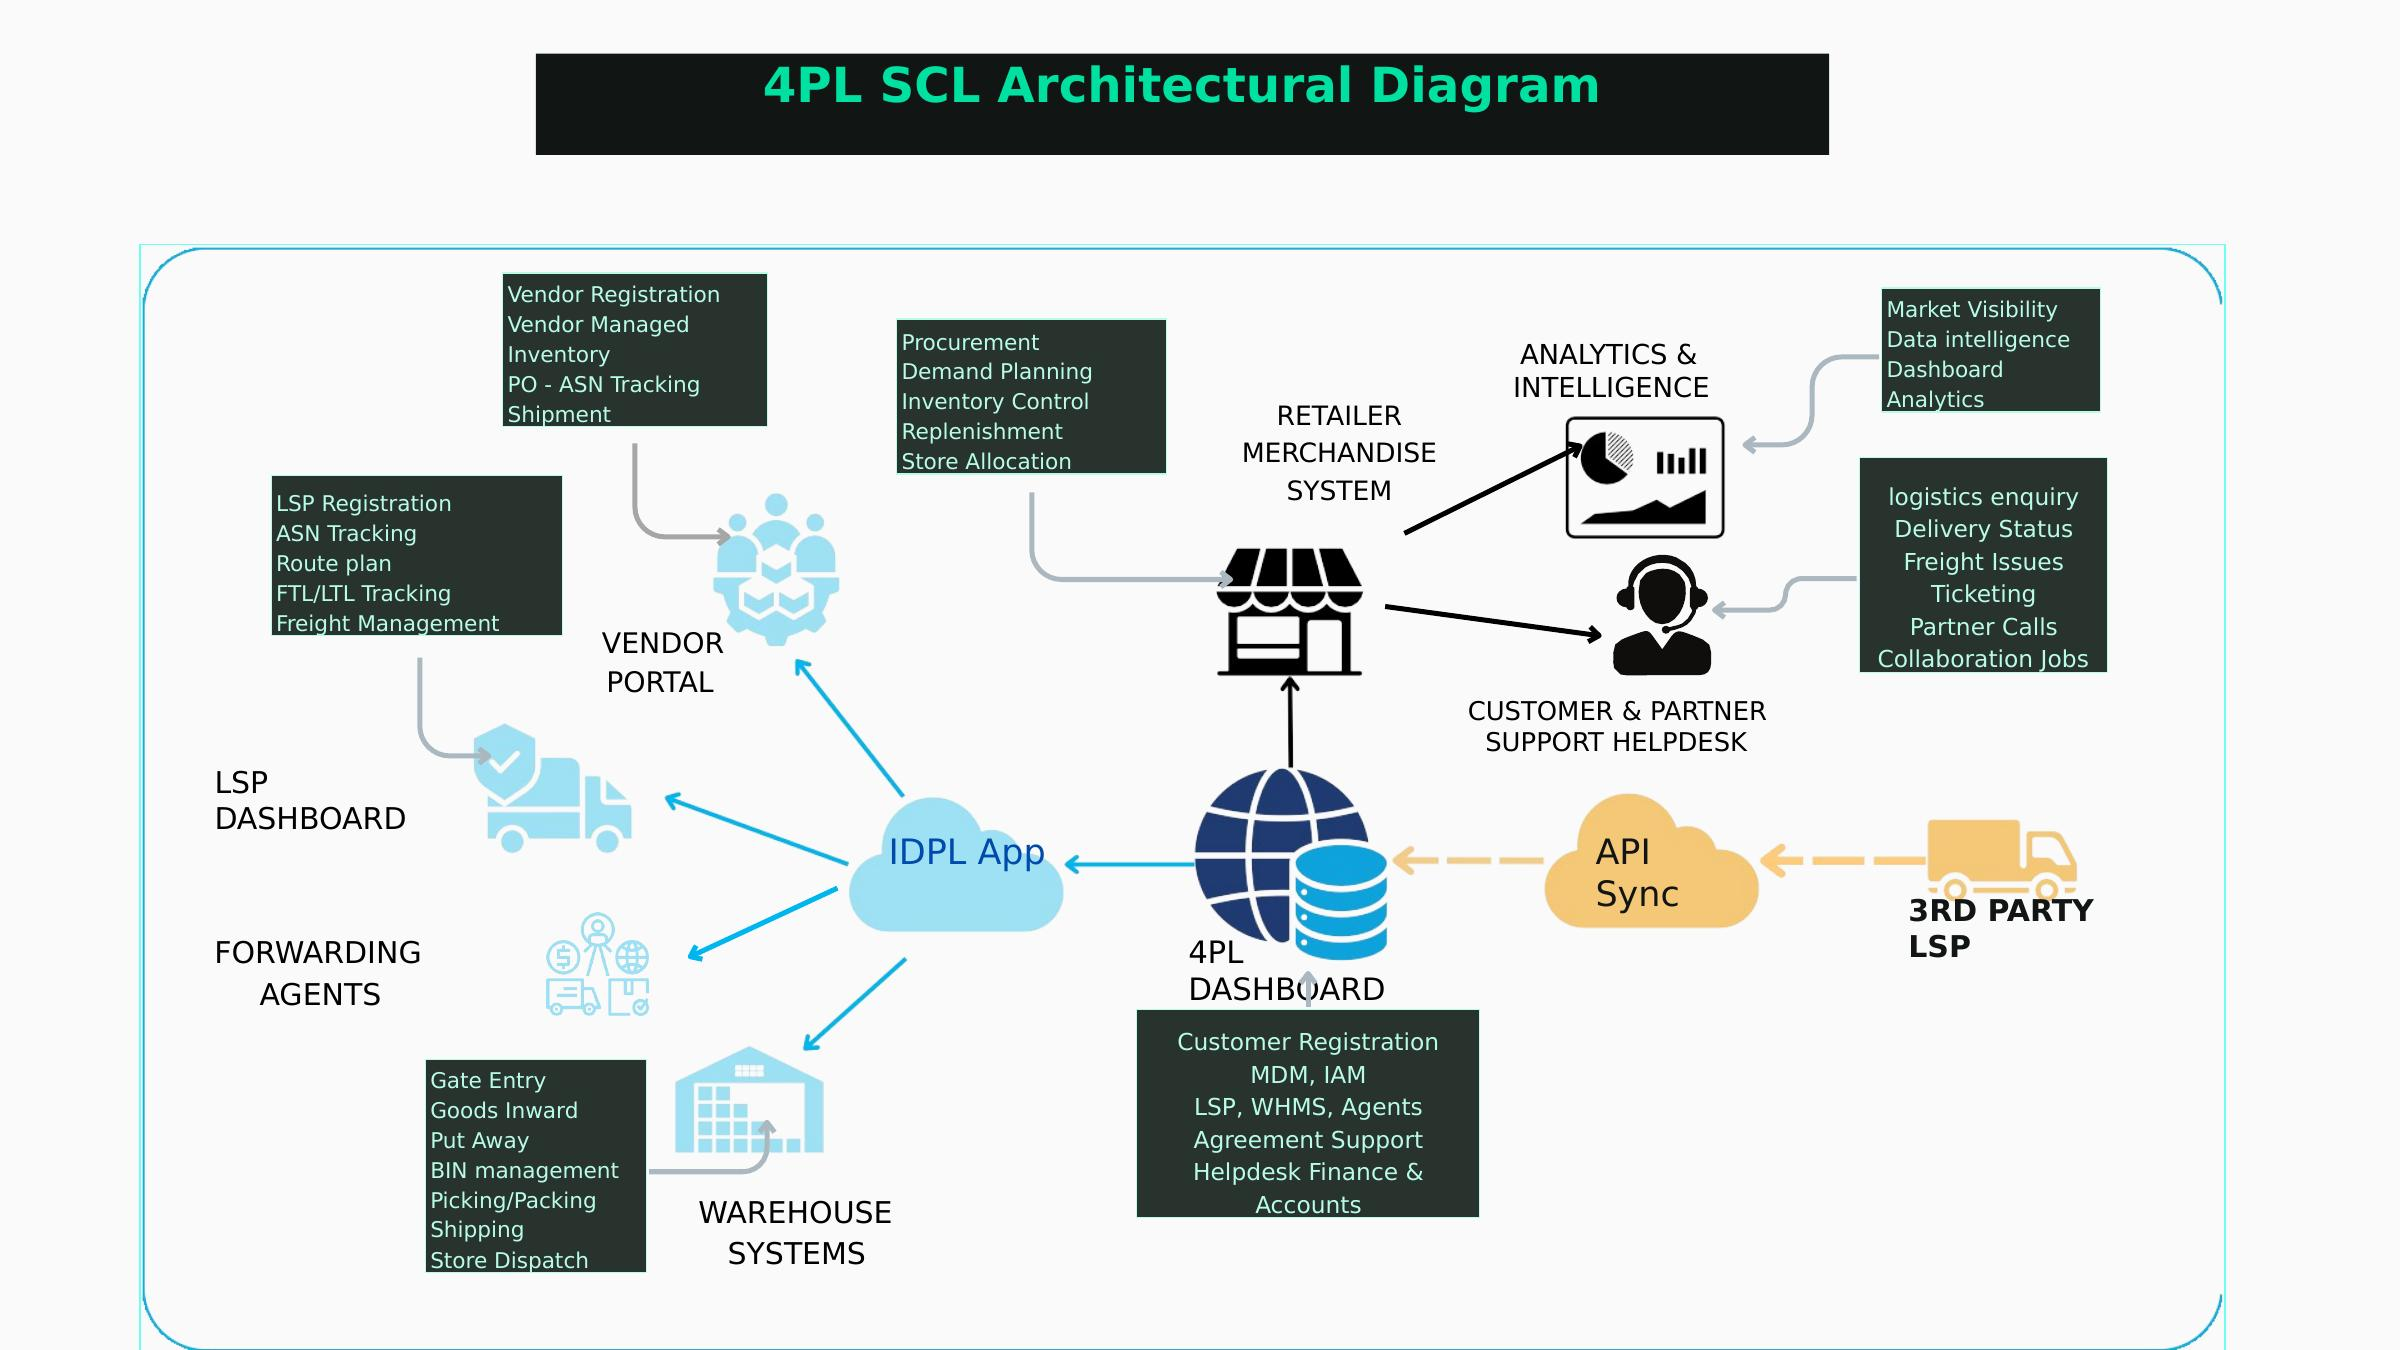 4PL SCL Architectural Diagram
Vendor Registration
Vendor Managed
Inventory
PO - ASN Tracking
Shipment
Procurement
Demand Planning
Inventory Control
Replenishment
Store Allocation
ANALYTICS &
INTELLIGENCE
Market Visibility
Data intelligence
Dashboard
Analytics
RETAILER
MERCHANDISE
SYSTEM
LSP Registration
ASN Tracking
Route plan
FTL/LTL Tracking
Freight Management
logistics enquiry
Delivery Status
Freight Issues
Ticketing
Partner Calls
Collaboration Jobs
VENDOR
PORTAL
CUSTOMER & PARTNER
SUPPORT HELPDESK
LSP
DASHBOARD
IDPL App
API
Sync
3RD PARTY
LSP
FORWARDING
AGENTS
4PL
DASHBOARD
Customer Registration
MDM, IAM
LSP, WHMS, Agents
Agreement Support
Helpdesk Finance &
Accounts
Gate Entry
Goods Inward
Put Away
BIN management
Picking/Packing
Shipping
Store Dispatch
WAREHOUSE
SYSTEMS